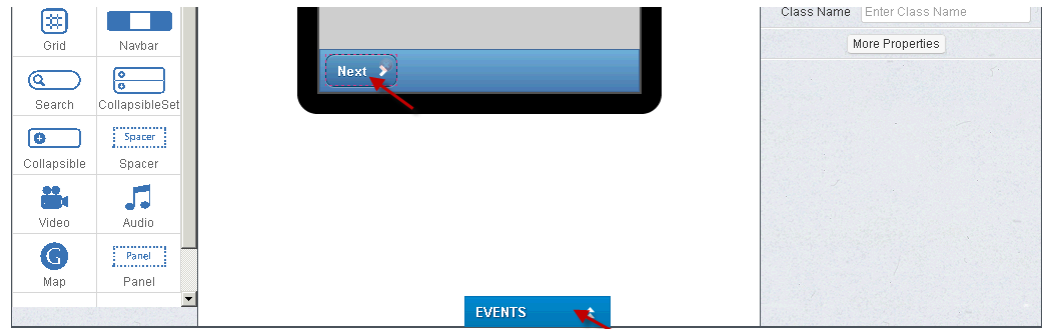 Grid Navbar
Search CollapsibleSet
Spacer
Collapsible Spacer
Video Audio
G Panel
Map Panel
Next
EVENTS
Class Name Enter Class Name
More Properties